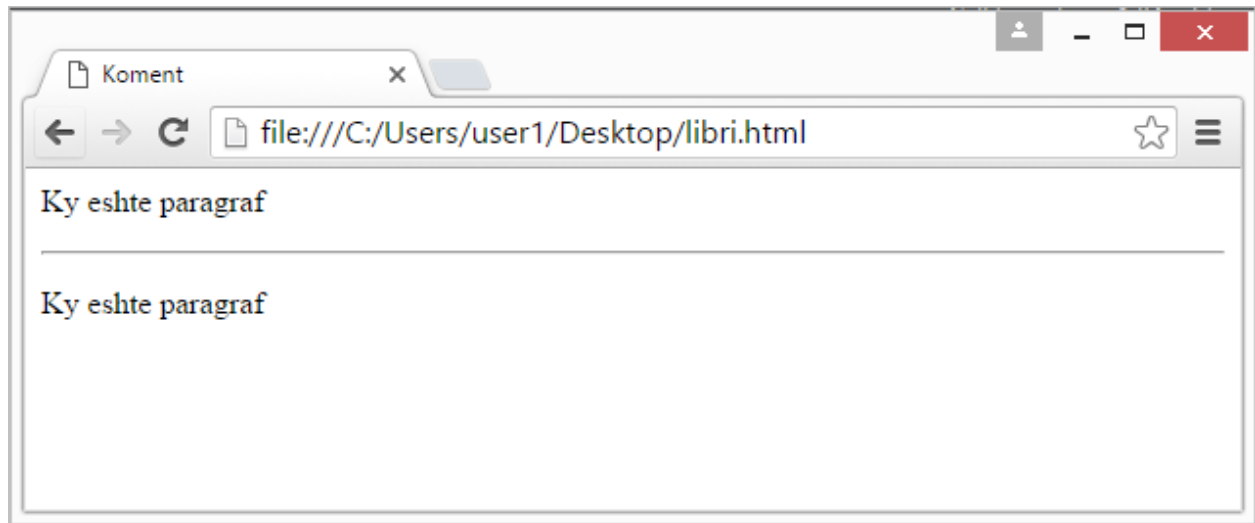 Koment
file:///C:/Users/user1/Desktop/libri.html
Ky eshte paragraf
Ky eshte paragraf